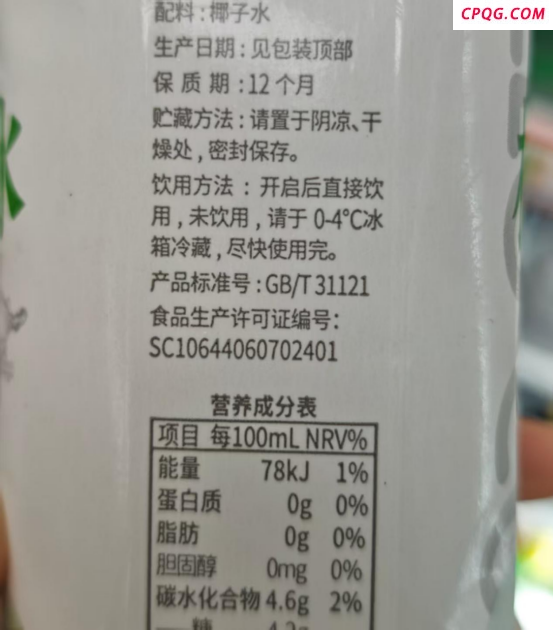 CPQG.COM
配料:椰子水
生产日期:见包装顶部
保 质 期 :12 个月
贮藏方法:请置于阴凉、干
燥处,密封保存。
饮用方法 : 开启后直接饮
用,未饮用,请于 0-4℃冰
箱冷藏,尽快使用完。
产品标准号:GB/T 31121
食品生产许可证编号:
SC10644060702401
营养成分表
项目 每100mL NRV%
能量 78kJ 1%
蛋白质 0g 0%
脂肪 0g 0%
胆固醇 0mg 0%
碳水化合物 4.6g 2%
水